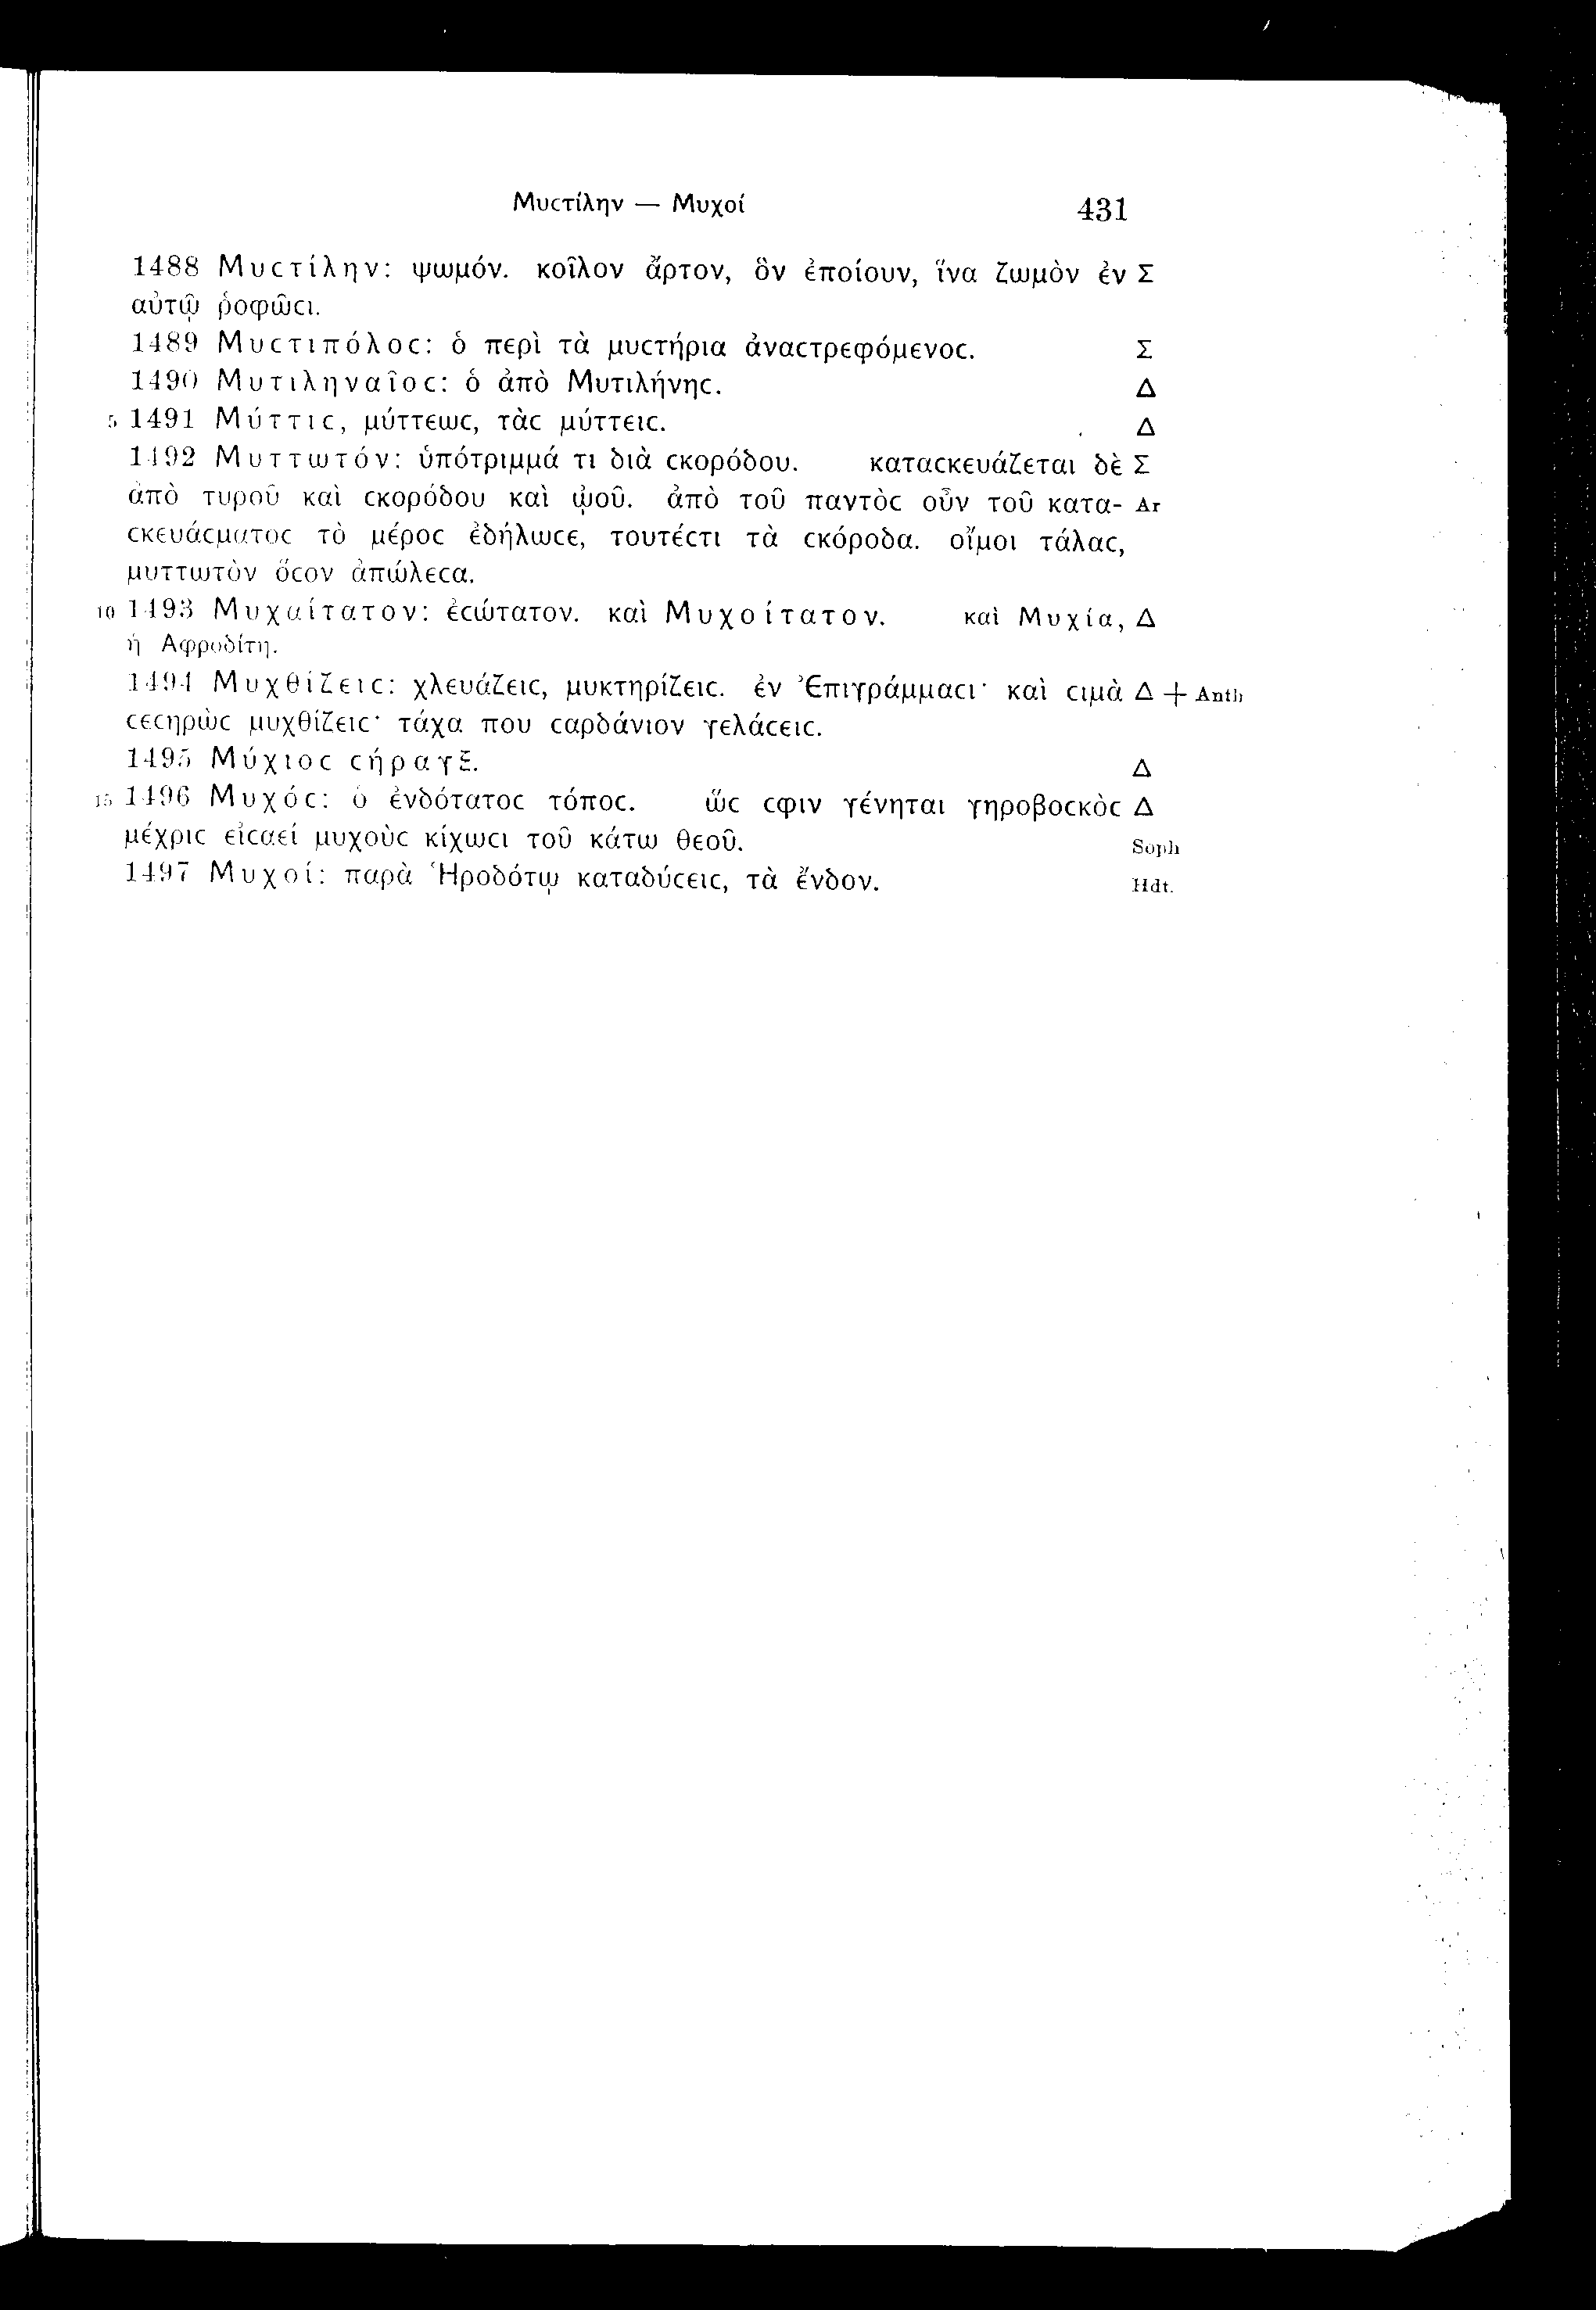 Μυϲτίλην — Μυχοί 431
1488 Μυϲτίλην: ψωμόν. κοῖλον ἄρτον, ὃν ἐποίουν, ἵνα ζωμὸν ἐν Σ
αὐτῷ ῥοφῶϲι.
1489 Μυϲτιπόλοϲ: ὁ περὶ τὰ μυϲτήρια ἀναϲτρεφόμενοϲ. Σ
1490 Μυτιληναῖοϲ: ὁ ἀπὸ Μυτιλήνηϲ. Δ
5 1491 Μύττιϲ, μύττεωϲ, τὰϲ μύττειϲ. Δ
1492 Μυττωτόν: ὑπότριμμά τι διὰ ϲκορόδου. καταϲκευάζεται δὲ Σ
ἀπὸ τυροῦ καὶ ϲκορόδου καὶ ᾠοῦ. ἀπὸ τοῦ παντὸϲ οὖν τοῦ κατα- Ar
ϲκευάϲματοϲ τὸ μέροϲ ἐδήλωϲε, τουτέϲτι τὰ ϲκόροδα. οἴμοι τάλαϲ,
μυττωτὸν ὅϲον ἀπώλεϲα.
10 1493 Μυχαίτατον: ἐϲώτατον. καὶ Μυχοίτατον. καὶ Μυχία, Δ
ἡ Αφροδίτη.
1494 Μυχθίζειϲ: χλευάζειϲ, μυκτηρίζειϲ. ἐν Ἐπιγράμμαϲι· καὶ ϲιμὰ Δ + Anth
ϲεϲηρὼϲ μυχθίζειϲ· τάχα που ϲαρδάνιον γελάϲειϲ.
1495 Μύχιοϲ ϲήραγξ. Δ
15 1496 Μυχόϲ: ὁ ἐνδότατοϲ τόποϲ. ὥϲ ϲφιν γένηται γηροβοϲκὸϲ Δ
μέχριϲ εἰϲαεί μυχοὺϲ κίχωϲι τοῦ κάτω θεοῦ. Soph
1497 Μυχοί: παρὰ Ἡροδότῳ καταδύϲειϲ, τὰ ἔνδον. Hdt.